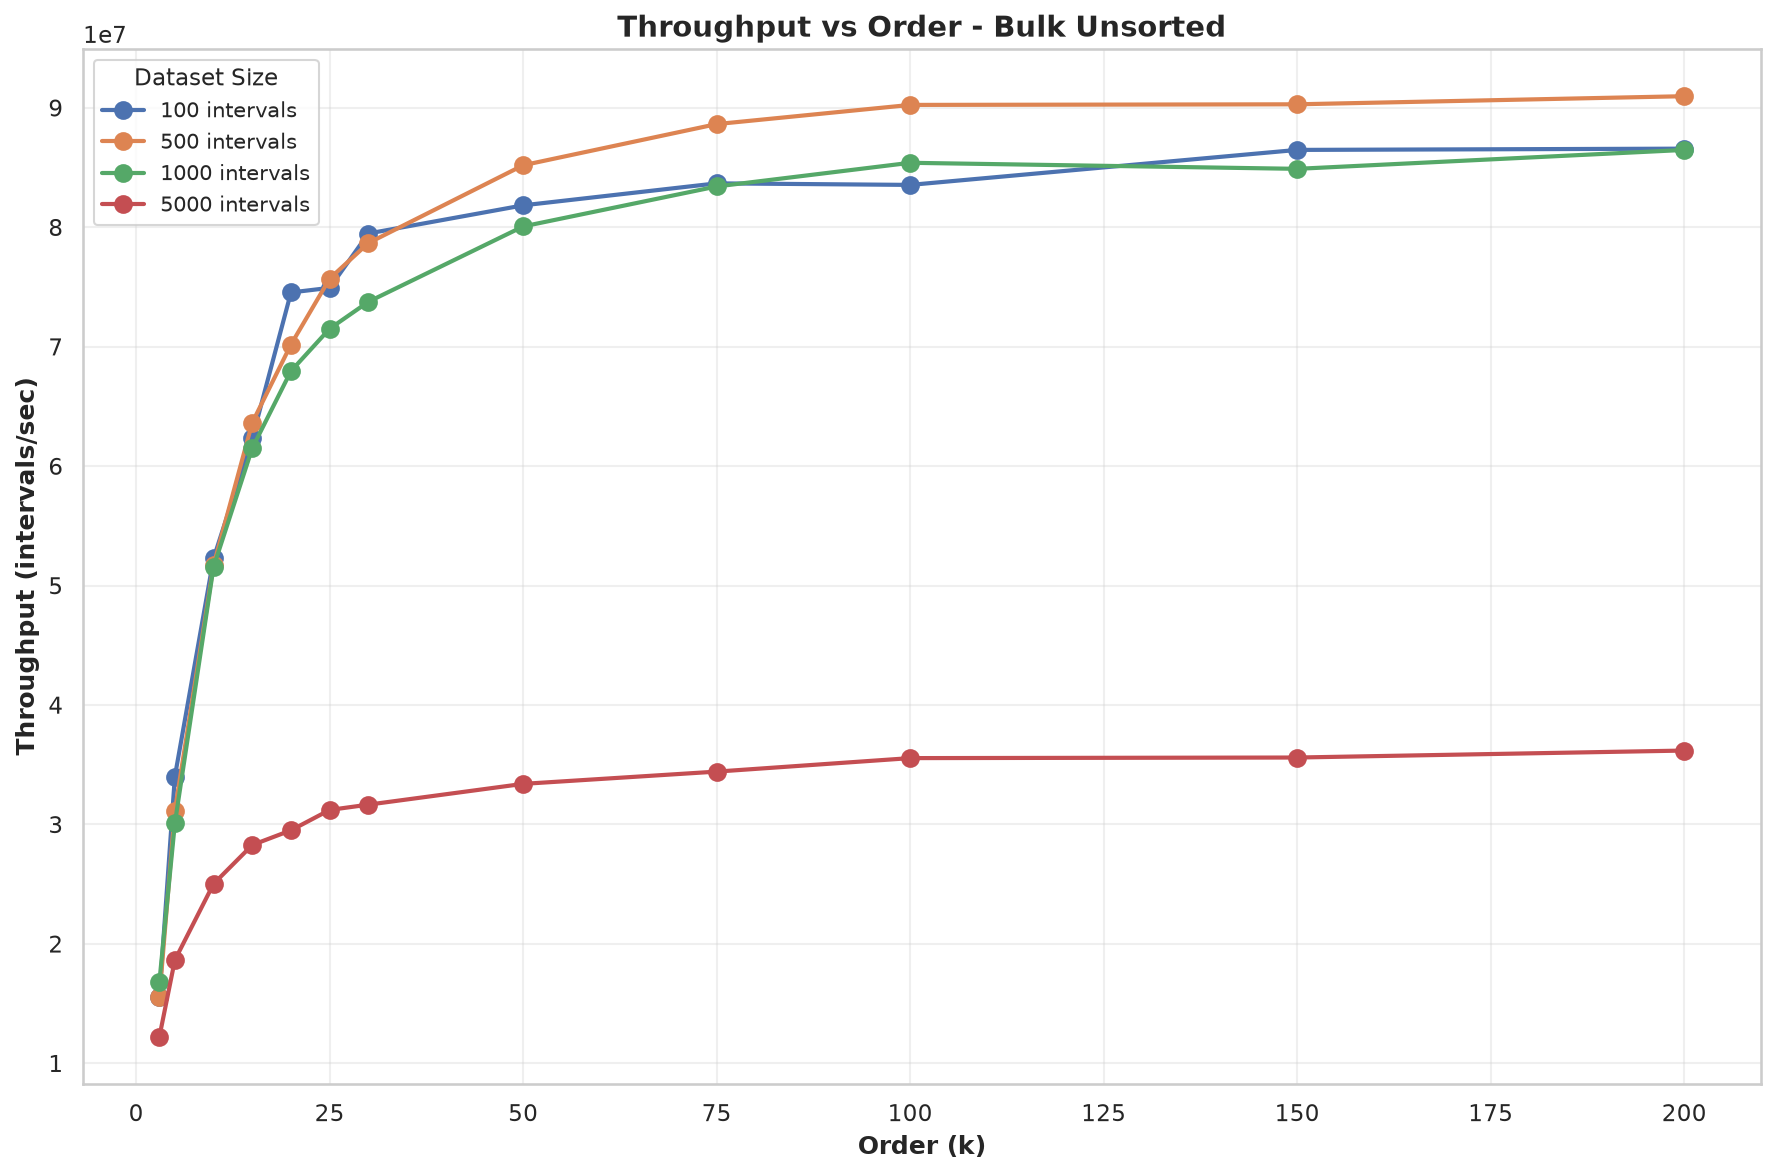 Throughput vs Order - Bulk Unsorted
1e7
Dataset Size
100 intervals
500 intervals
1000 intervals
5000 intervals
9
8
7
6
5
4
3
2
1
Throughput (intervals/sec)
0 25 50 75 100 125 150 175 200
Order (k)